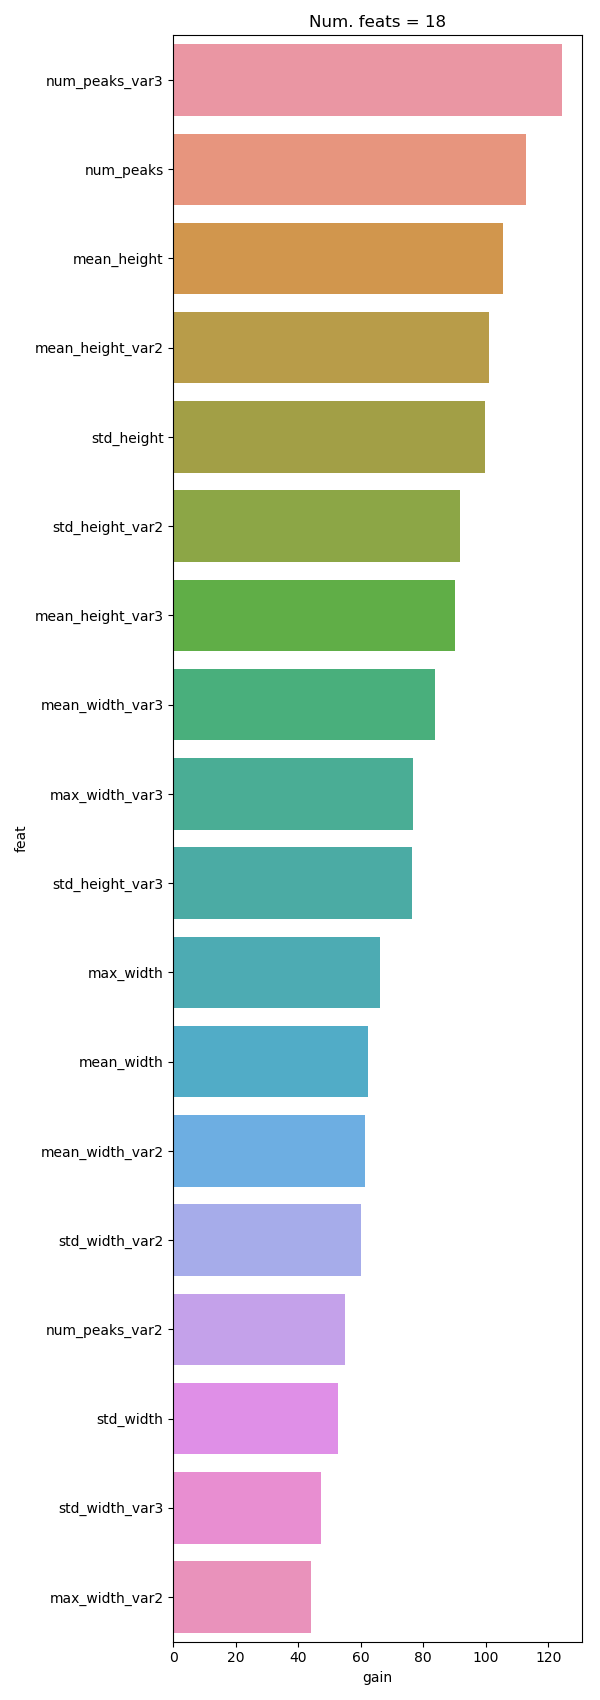 Num. feats = 18
num_peaks_var3
num_peaks
mean_height
mean_height_var2
std_height
std_height_var2
mean_height_var3
mean_width_var3
max_width_var3
feat
std_height_var3
max_width
mean_width
mean_width_var2
std_width_var2
num_peaks_var2
std_width
std_width_var3
max_width_var2
0 20 40 60 80 100 120
gain